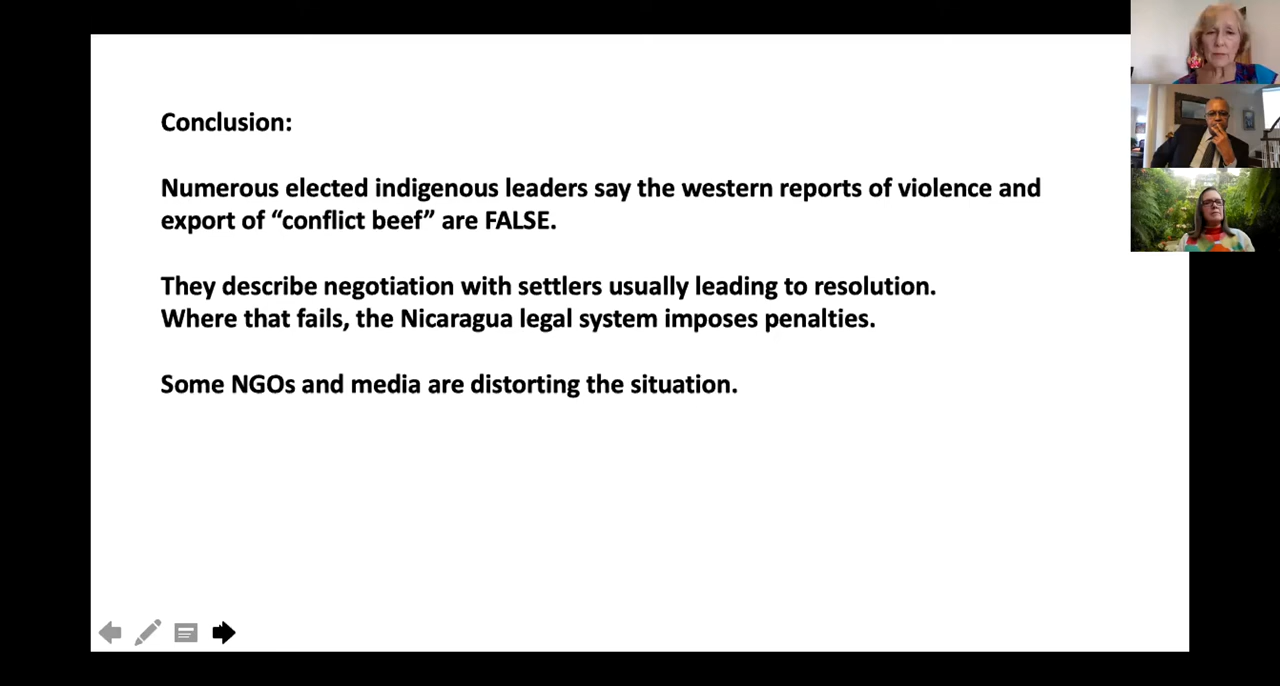 Conclusion:
Numerous elected indigenous leaders say the western reports of violence and
export of “conflict beef” are FALSE.
They describe negotiation with settlers usually leading to resolution.
Where that fails, the Nicaragua legal system imposes penalties.
Some NGOs and media are distorting the situation.